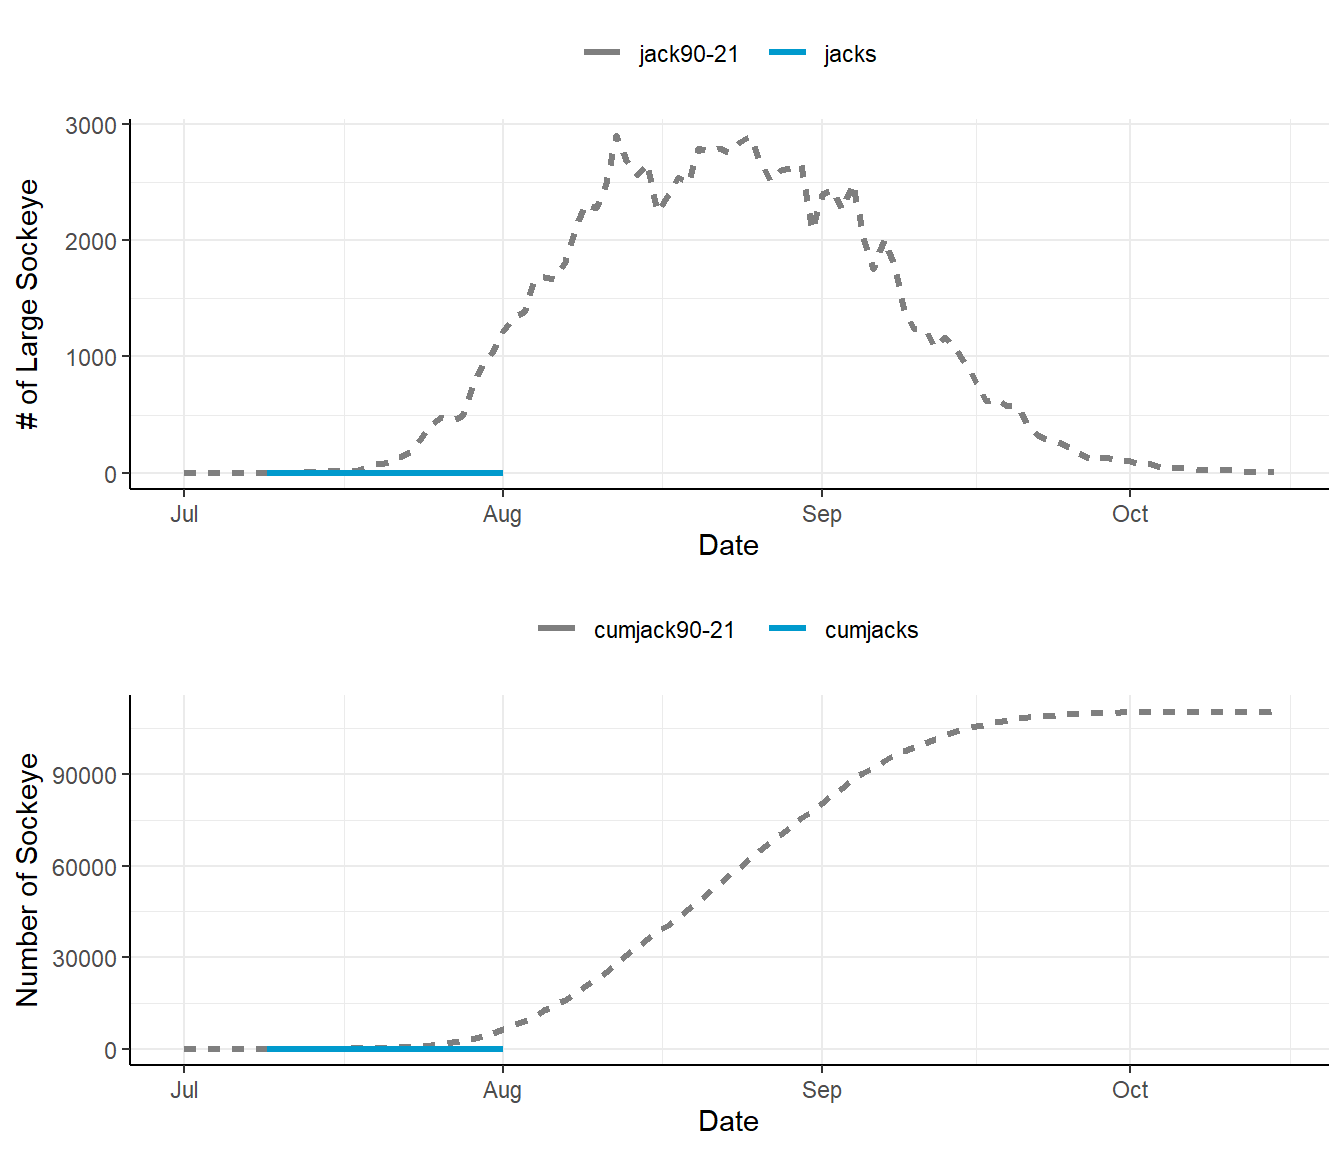 jack90-21 jacks
3000
2000
1000
0
# of Large Sockeye
Jul Aug Sep Oct
Date
cumjack90-21 cumjacks
90000
60000
30000
0
Number of Sockeye
Jul Aug Sep Oct
Date